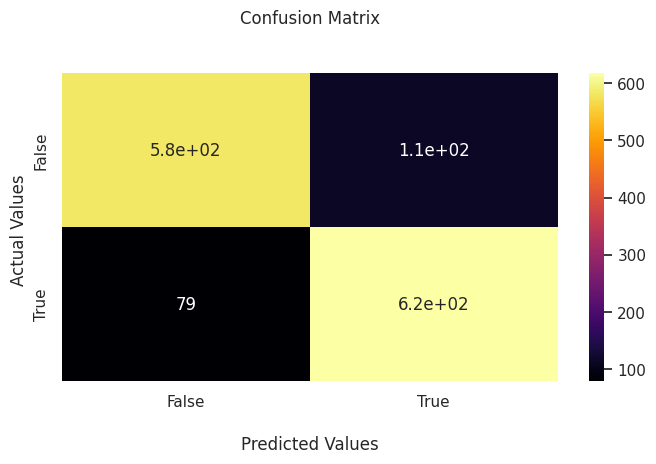 Confusion Matrix
600
500
400
300
200
100
Actual Values
False
True
5.8e+02
1.1e+02
79
6.2e+02
False
True
Predicted Values